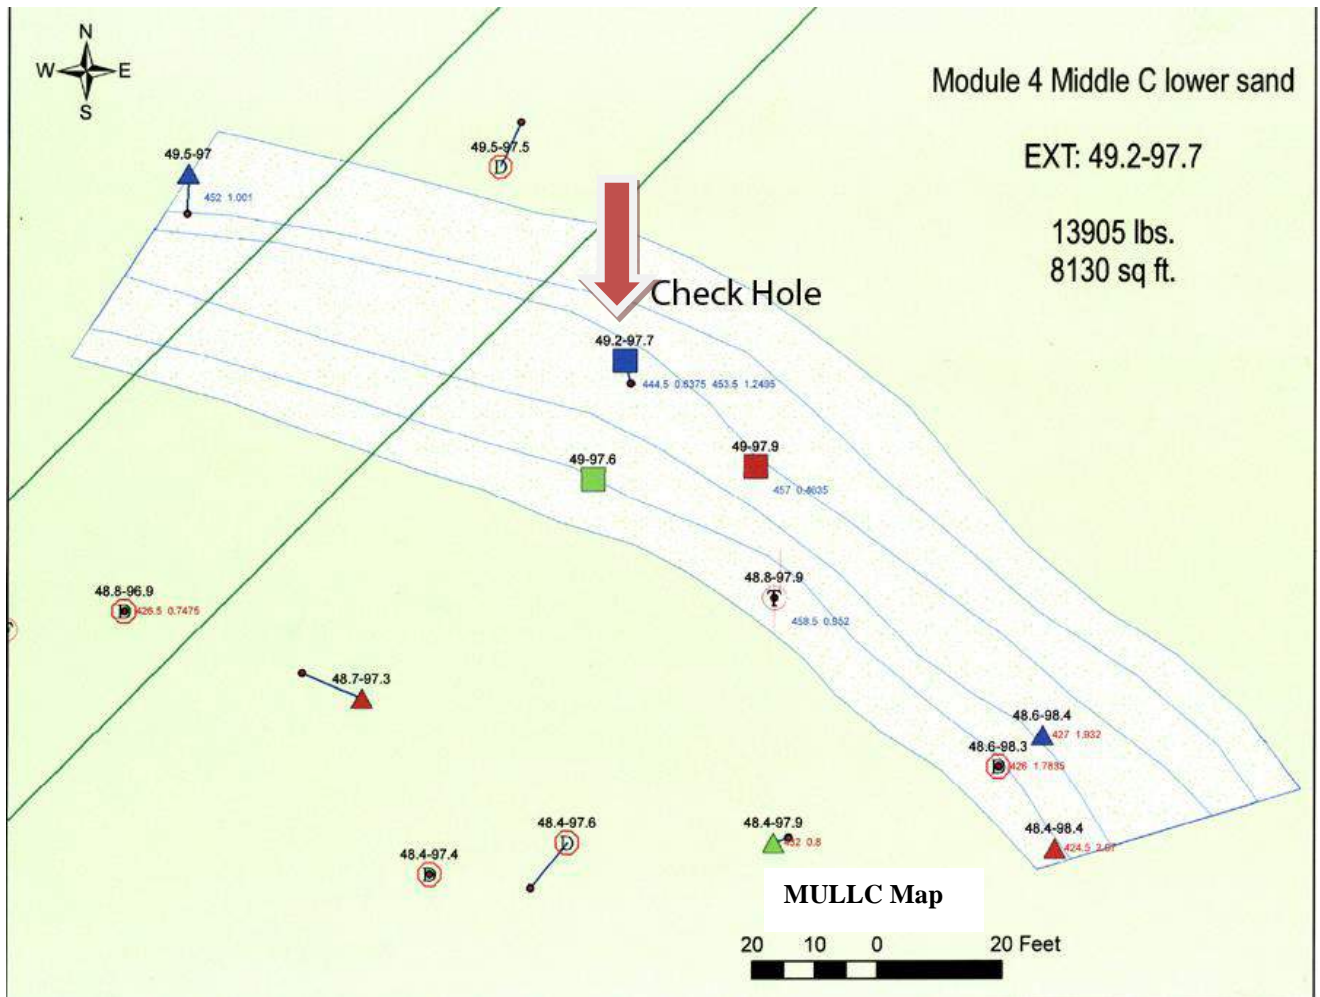 N
W E
S
Module 4 Middle C lower sand
EXT: 49.2-97.7
13905 lbs.
8130 sq ft.
49.5-97
452 1.001
49.5-97.5
D
Check Hole
49.2-97.7
444.5 0.6375 453.5 1.2495
49-97.6
49-97.9
457 0.4635
48.8-97.9
T
458.5 0.952
48.8-96.9
426.5 0.7475
48.7-97.3
48.6-98.4
427 1.932
48.6-98.3
426 1.7835
48.4-97.6
D
48.4-97.9
0.8
48.4-98.4
424.5
48.4-97.4
D
MULLC Map
20 10 0 20 Feet